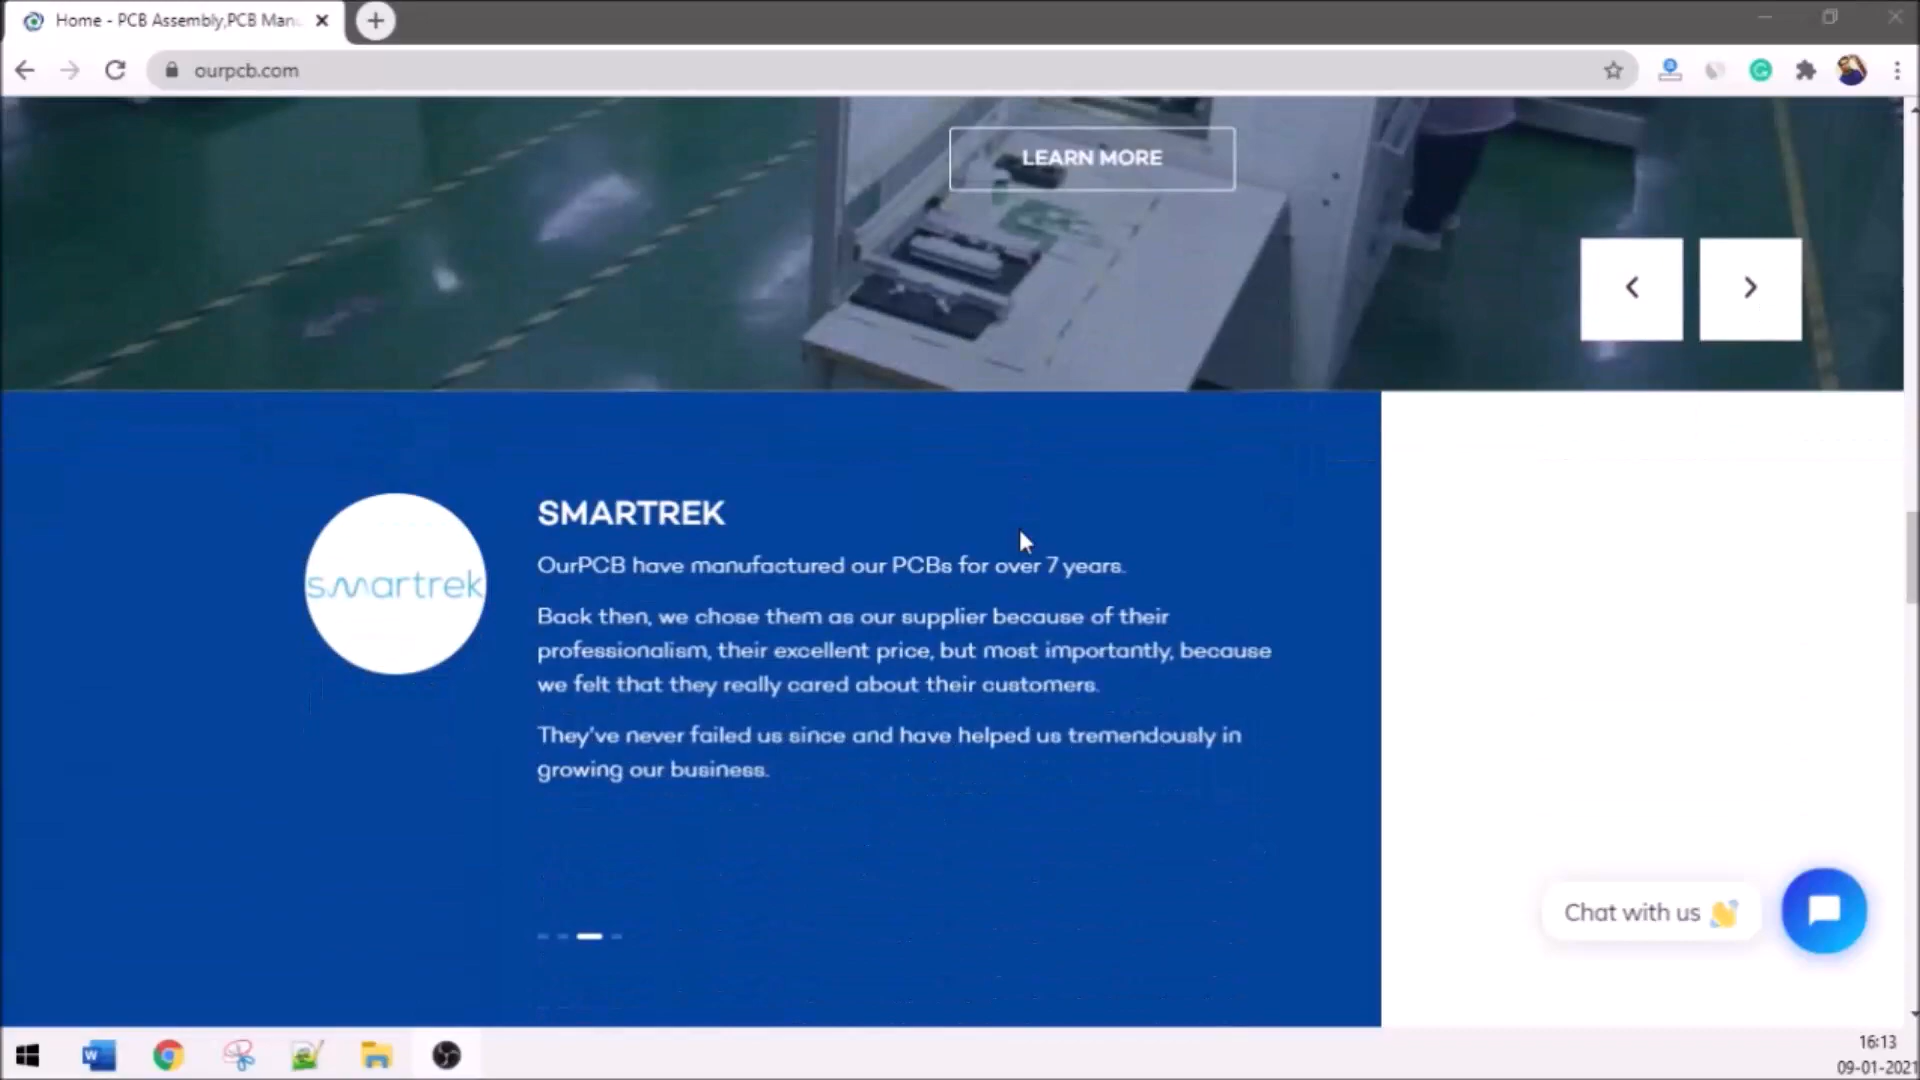 Home - PCB Assembly,PCB Man
ourpcb.com
LEARN MORE
smartrek
SMARTREK
OurPCB have manufactured our PCBs for over 7 years.
Back then, we chose them as our supplier because of their
professionalism, their excellent price, but most importantly, because
we felt that they really cared about their customers.
They've never failed us since and have helped us tremendously in
growing our business.
Chat with us 👋
16:13
09-01-2021